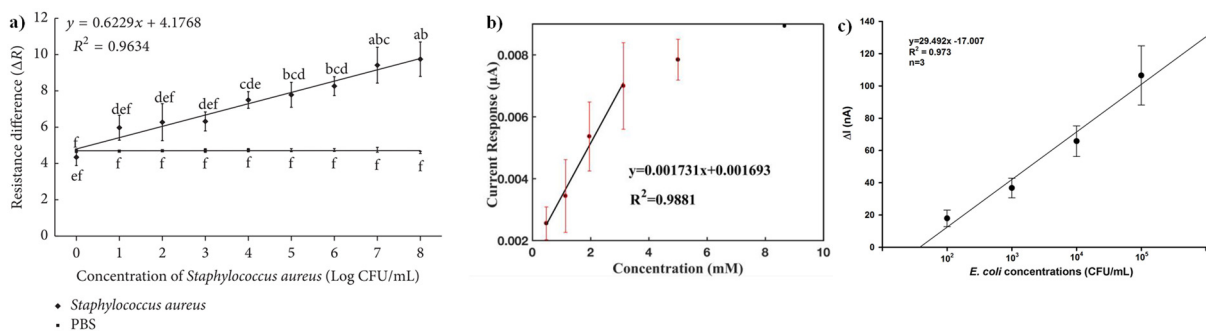 a)
y = 0.6229x + 4.1768
R² = 0.9634
Resistance difference (ΔR)
12
10
8
6
4
2
0
f
ef
def
def
def
cde
bcd
bcd
abc
ab
f
f
f
f
f
f
f
f
0 1 2 3 4 5 6 7 8
Concentration of Staphylococcus aureus (Log CFU/mL)
Staphylococcus aureus
PBS
b)
Current Response (μA)
0.008
0.006
0.004
0.002
y=0.001731x+0.001693
R²=0.9881
0 2 4 6 8 10
Concentration (mM)
c)
y=29.492x -17.007
R² = 0.973
n=3
ΔI (nA)
140
120
100
80
60
40
20
0
10² 10³ 10⁴ 10⁵
E. coli concentrations (CFU/mL)